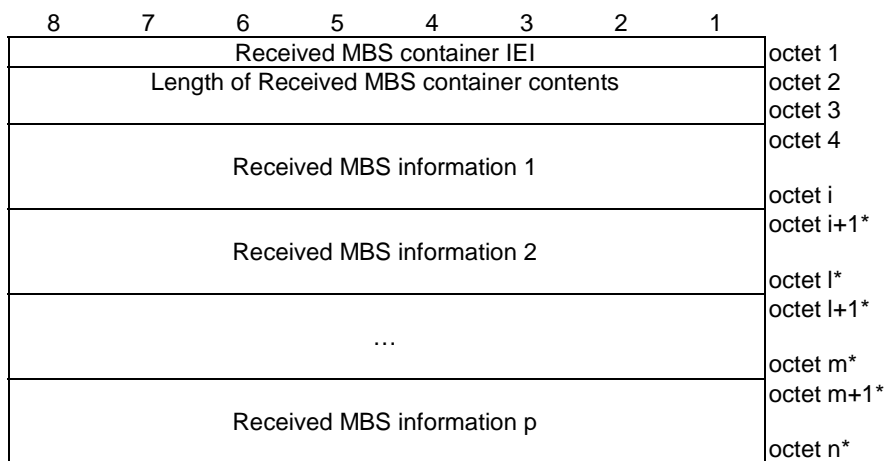 8 7 6 5 4 3 2 1
Received MBS container IEI octet 1
Length of Received MBS container contents octet 2
octet 3
octet 4
Received MBS information 1
octet i
octet i+1*
Received MBS information 2
octet l*
octet l+1*
…
octet m*
octet m+1*
Received MBS information p
octet n*